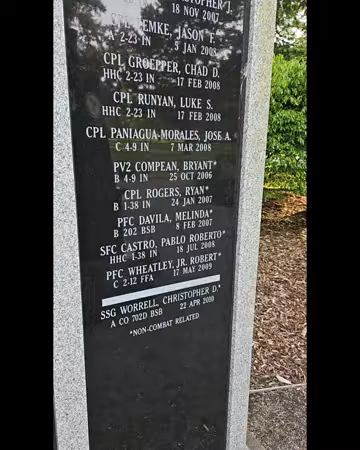 18 NOV 2007
JASON F.
A 2-23 IN 5 JAN 2008
CPL GROEPPER, CHAD D.
HHC 2-23 IN 17 FEB 2008
CPL RUNYAN, LUKE S.
HHC 2-23 IN 17 FEB 2008
CPL PANIAGUA-MORALES, JOSE A.
C 4-9 IN 7 MAR 2008
PV2 COMPEAN, BRYANT*
B 4-9 IN 25 OCT 2006
CPL ROGERS, RYAN*
B 1-38 IN 24 JAN 2007
PFC DAVILA, MELINDA*
B 202 BSB 8 FEB 2007
SFC CASTRO, PABLO ROBERTO*
HHC 1-38 IN 18 JUL 2008
PFC WHEATLEY, JR. ROBERT*
C 2-12 FFA 17 MAY 2009
SSG WORRELL, CHRISTOPHER D.*
A CO 702D BSB 22 APR 2010
*NON-COMBAT RELATED